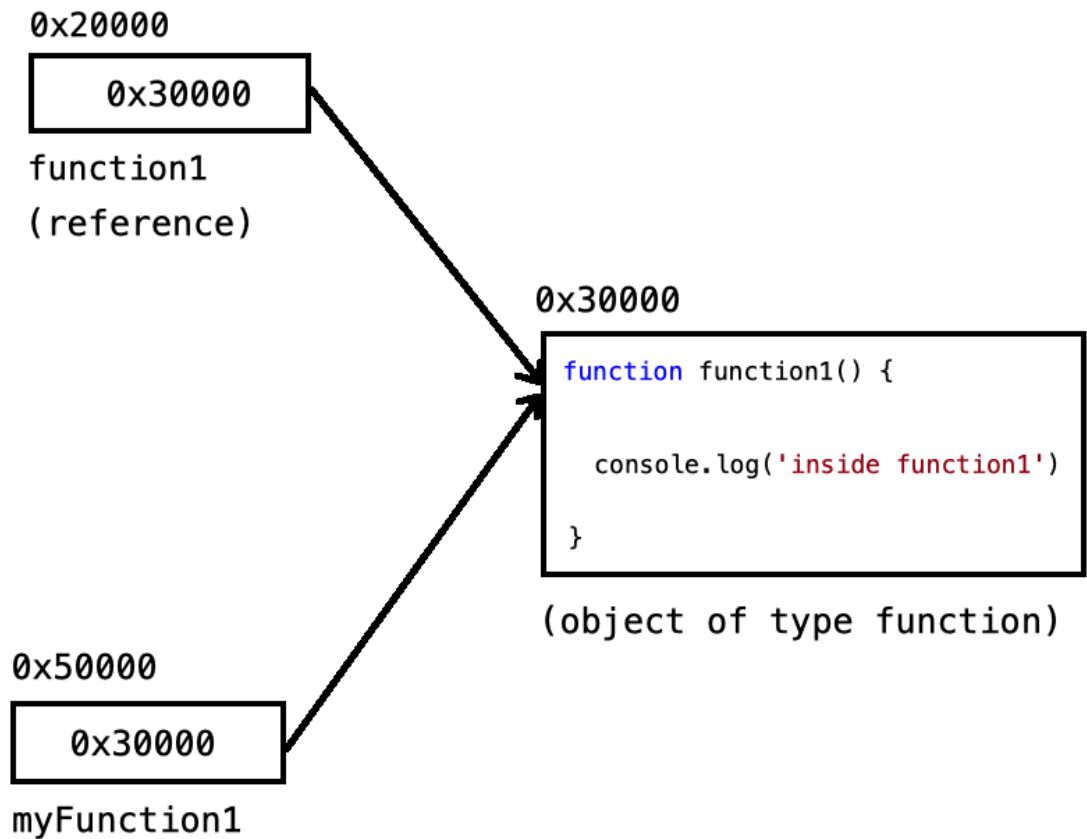 0x20000
0x30000
function1
(reference)
0x30000
function function1() {
console.log('inside function1')
}
(object of type function)
0x50000
0x30000
myFunction1